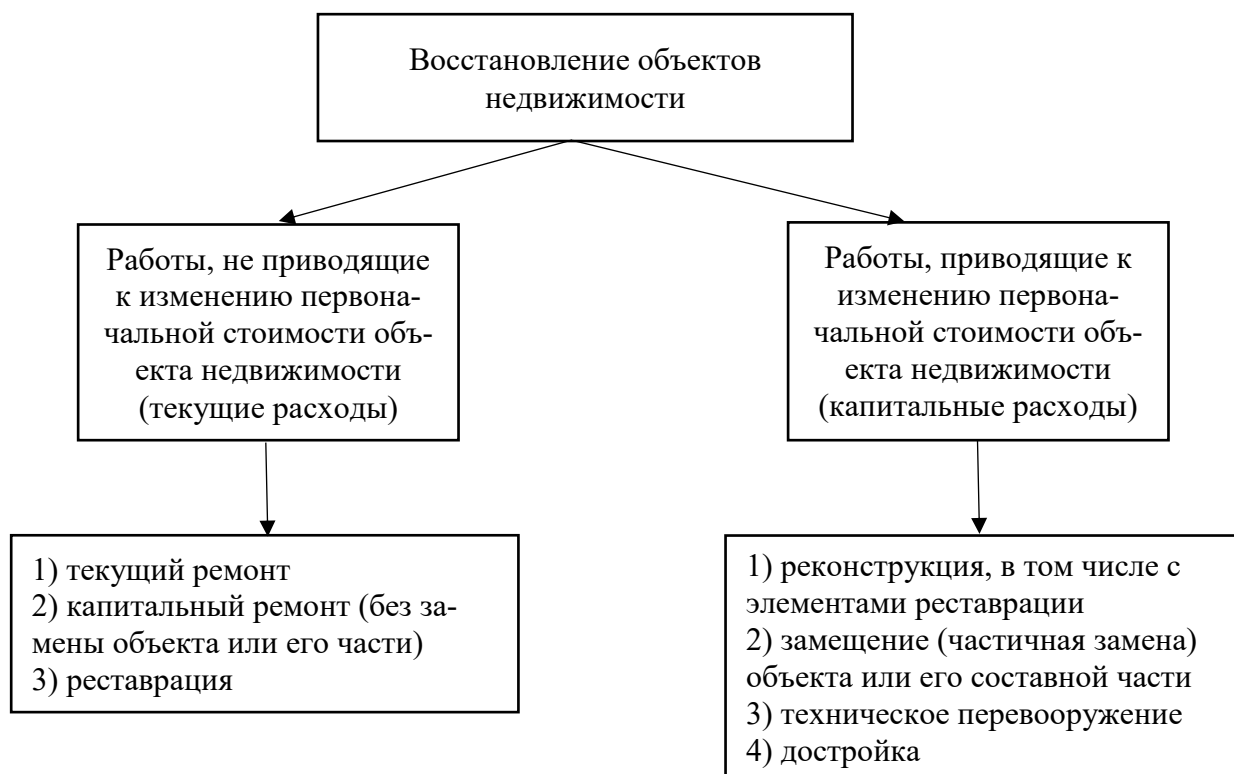 Восстановление объектов
недвижимости
Работы, не приводящие
к изменению первона-
чальной стоимости объ-
екта недвижимости
(текущие расходы)
Работы, приводящие к
изменению первона-
чальной стоимости объ-
екта недвижимости
(капитальные расходы)
1) текущий ремонт
2) капитальный ремонт (без за-
мены объекта или его части)
3) реставрация
1) реконструкция, в том числе с
элементами реставрации
2) замещение (частичная замена)
объекта или его составной части
3) техническое перевооружение
4) достройка